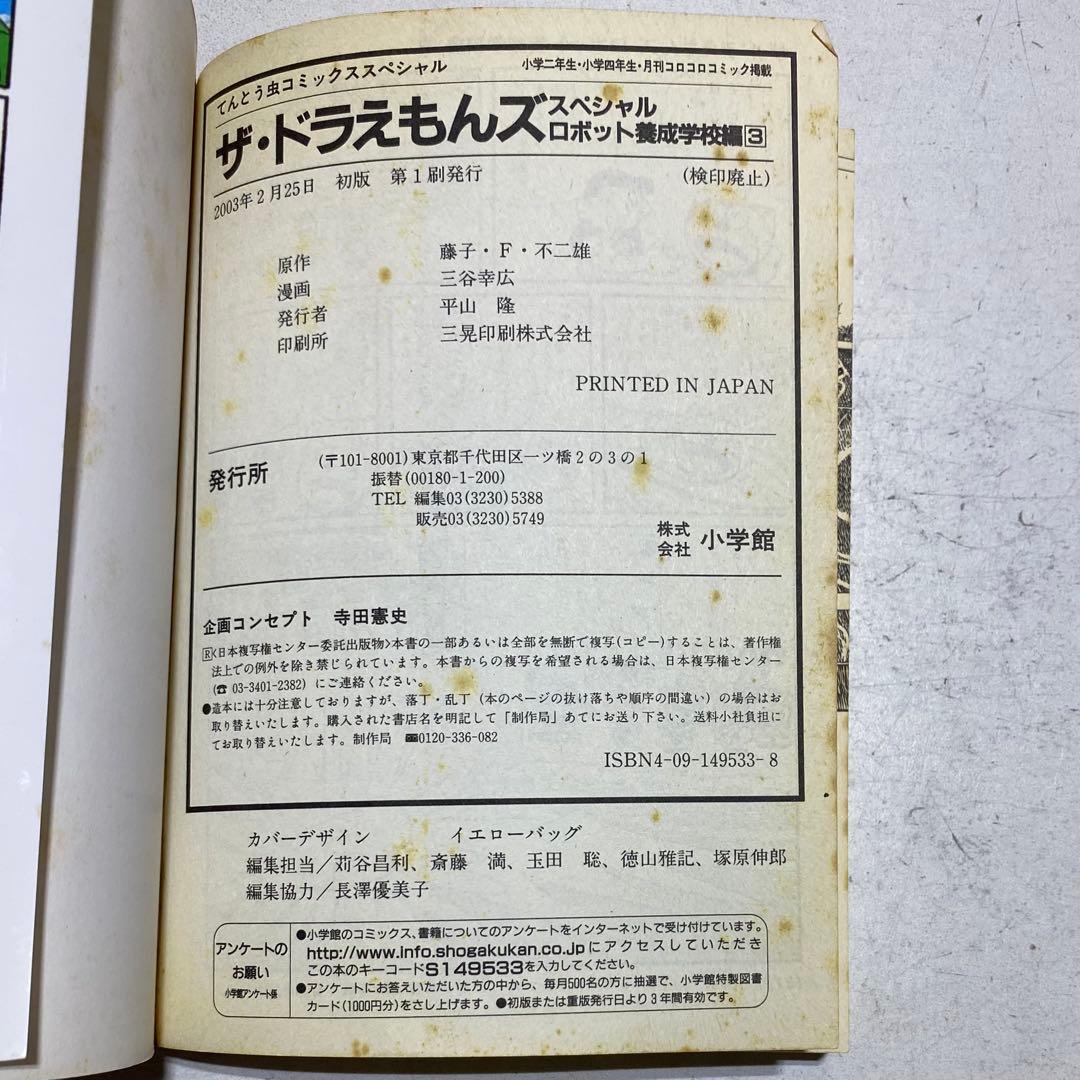 てんとう虫コミックススペシャル
小学二年生・小学四年生・月刊コロコロコミック掲載
ザ・ドラえもんズ
スペシャル
ロボット養成学校編3
2003年2月25日 初版 第1刷発行
(検印廃止)
原作 藤子・F・不二雄
漫画 三谷幸広
発行者 平山 隆
印刷所 三晃印刷株式会社
PRINTED IN JAPAN
発行所
(〒101-8001)東京都千代田区一ツ橋2の3の1
振替(00180-1-200)
TEL 編集03(3230)5388
販売03(3230)5749
株式会社 小学館
企画コンセプト 寺田憲史
R<日本複写権センター委託出版物>本書の一部あるいは全部を無断で複写(コピー)することは、著作権
法上での例外を除き禁じられています。本書からの複写を希望される場合は、日本複写権センター
(☎ 03-3401-2382) にご連絡ください。
●造本には十分注意しておりますが、落丁・乱丁 (本のページの抜け落ちや順序の間違い) の場合はお
取り替えいたします。購入された書店名を明記して「制作局」あてにお送り下さい。送料小社負担に
てお取り替えいたします。制作局 0120-336-082
ISBN4-09-149533-8
カバーデザイン イエローバッグ
編集担当/苅谷昌利、斎藤 満、玉田 聡、徳山雅記、塚原伸郎
編集協力/長澤優美子
アンケートの
お願い
小学館アンケート係
●小学館のコミックス、書籍についてのアンケートをインターネットで受け付けています。
http://www.info.shogakukan.co.jpにアクセスしていただき
この本のキーコードS149533を入力してください。
●アンケートにお答えいただいた方の中から、毎月500名の方に抽選で、小学館特製図書
カード(1000円分)をさし上げます。●初版または重版発行日より3年間有効です。